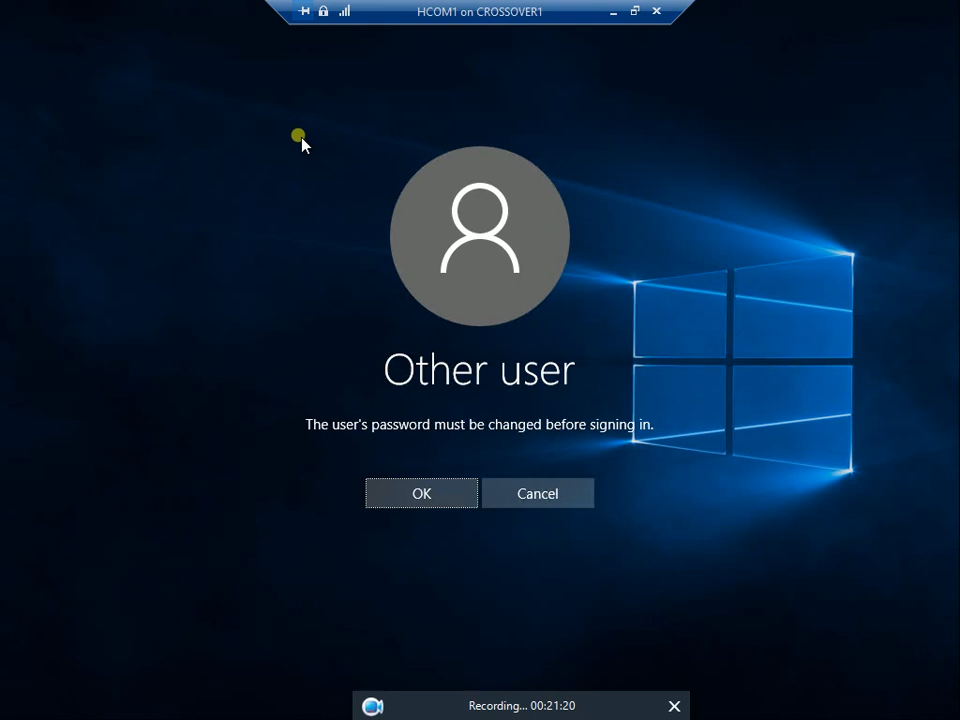 HCOM1 on CROSSOVER1
Other user
The user's password must be changed before signing in.
OK
Cancel
Recording... 00:21:20